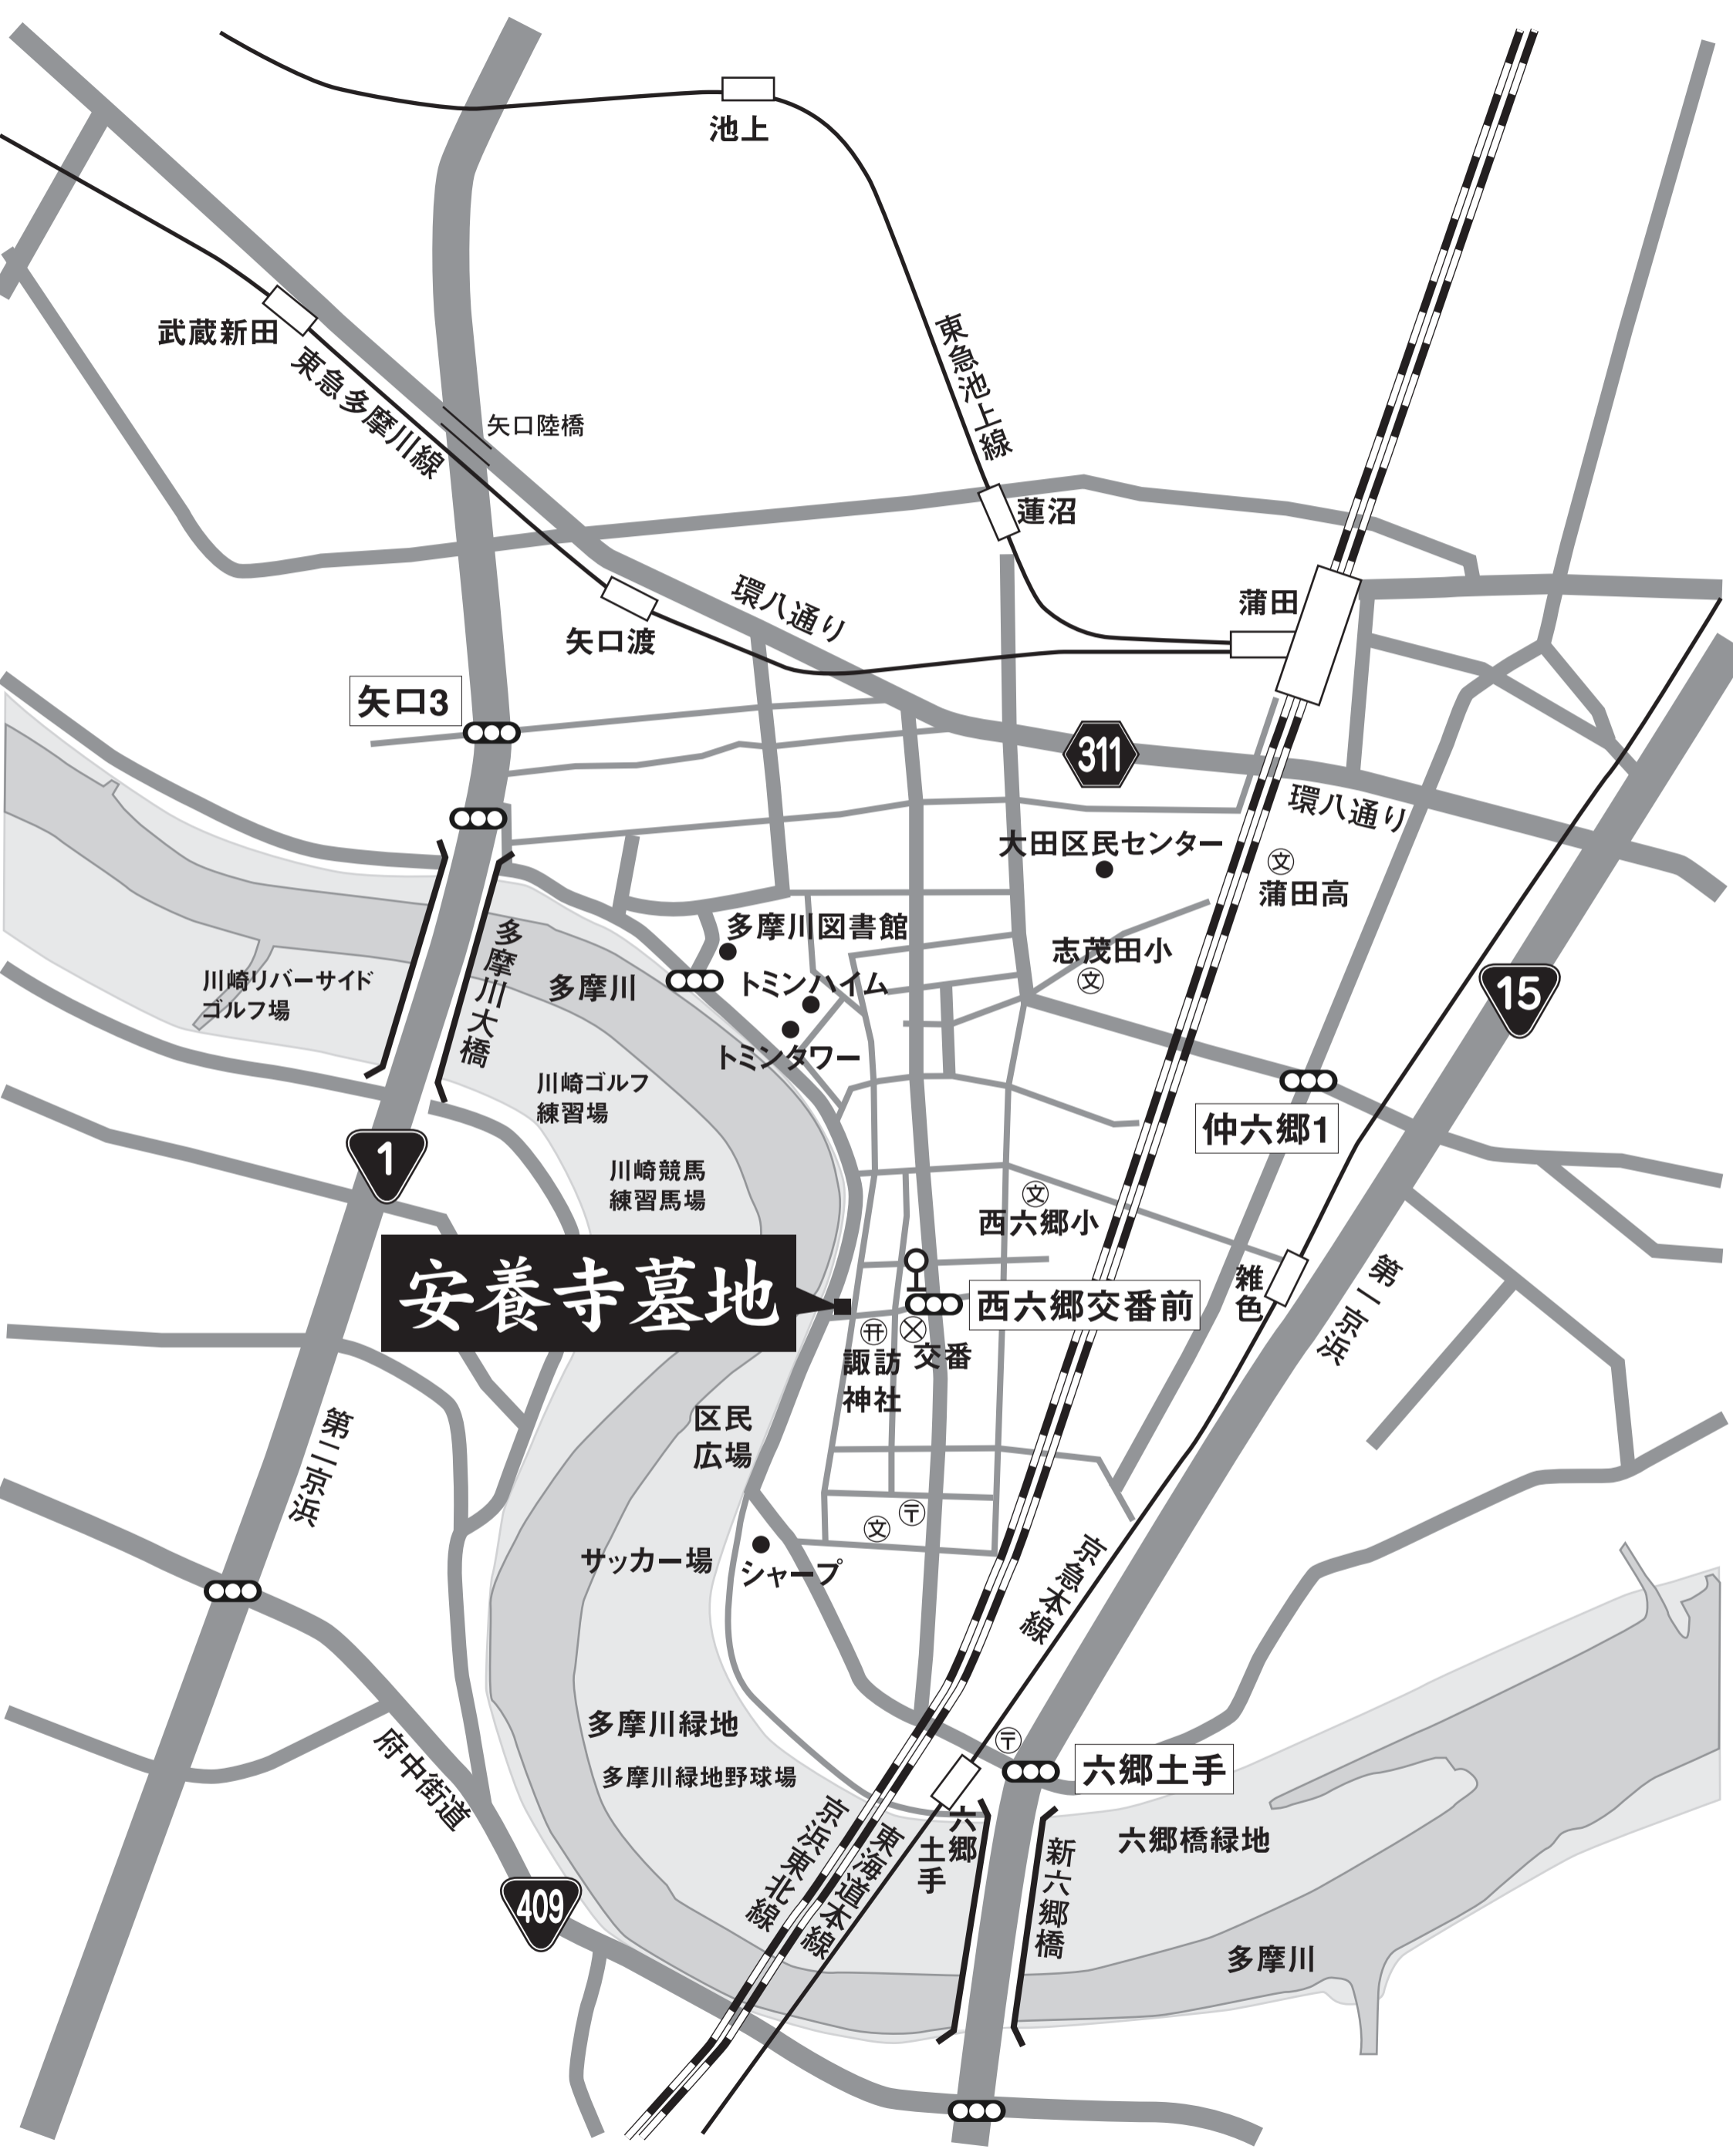 池上
武蔵新田
東急多摩川線
矢口陸橋
東急池上線
蓮沼
蒲田
環八通り
矢口渡
矢口3
311
環八通り
大田区民センター
文
蒲田高
多摩川図書館
志茂田小
文
多摩川大橋
川崎リバーサイド
ゴルフ場
多摩川
トミンハイム
15
トミンタワー
川崎ゴルフ
練習場
仲六郷1
1
川崎競馬
練習馬場
文
西六郷小
安養寺墓地
西六郷交番前
雑色
第一京浜
諏訪
神社
交番
区民
広場
第二京浜
〒
文
サッカー場
シャープ
京急本線
多摩川緑地
多摩川緑地野球場
〒
六郷土手
府中街道
京浜東北線
東海道本線
六郷
土手
新六郷橋
六郷橋緑地
409
多摩川